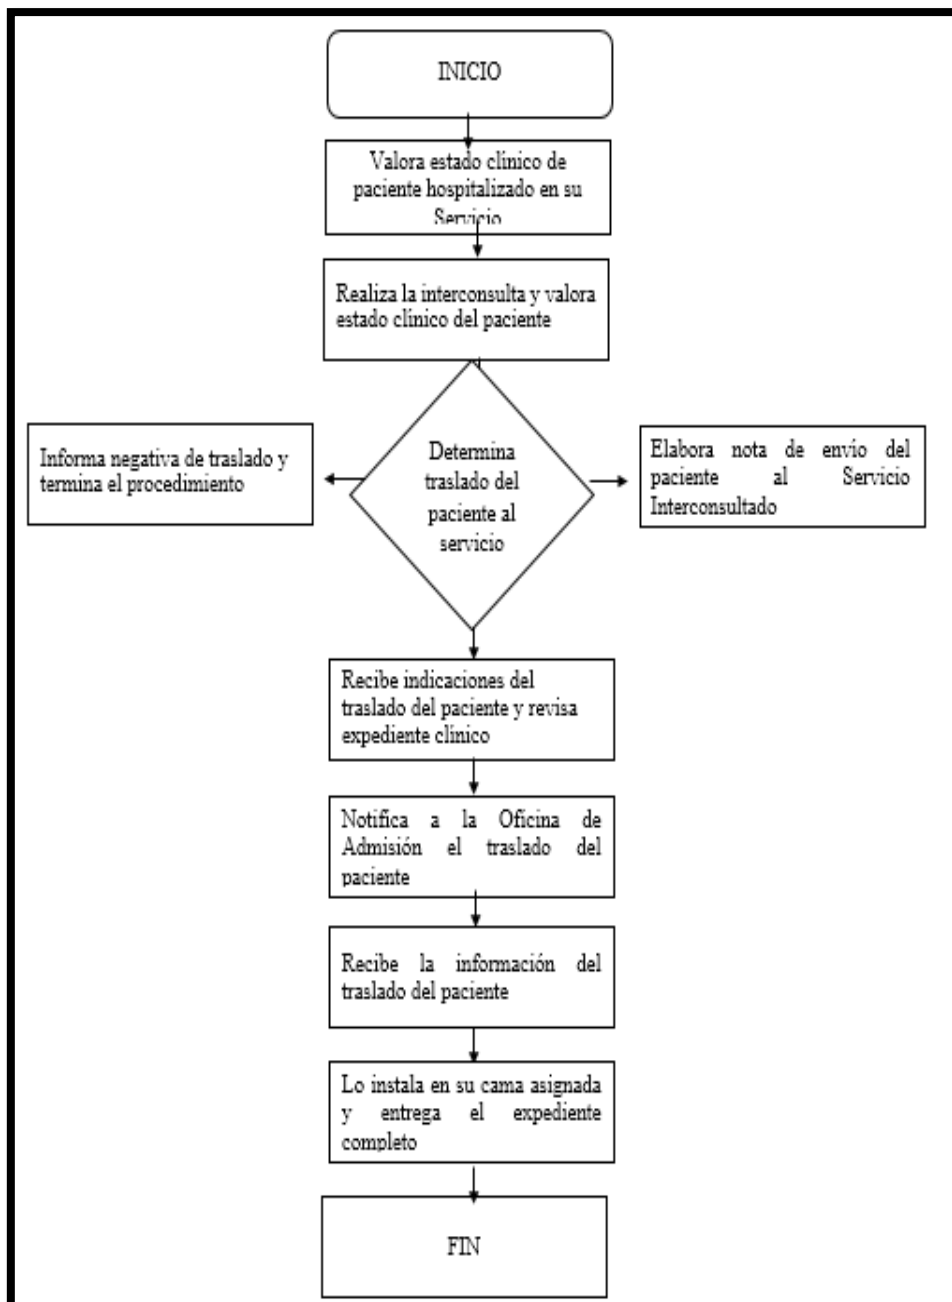 INICIO
Valora estado clínico de
paciente hospitalizado en su
Servicio
Realiza la interconsulta y valora
estado clínico del paciente
Determina
traslado del
paciente al
servicio
Informa negativa de traslado y
termina el procedimiento
Elabora nota de envío del
paciente al Servicio
Interconsultado
Recibe indicaciones del
traslado del paciente y revisa
expediente clínico
Notifica a la Oficina de
Admisión el traslado del
paciente
Recibe la información del
traslado del paciente
Lo instala en su cama asignada
y entrega el expediente
completo
FIN